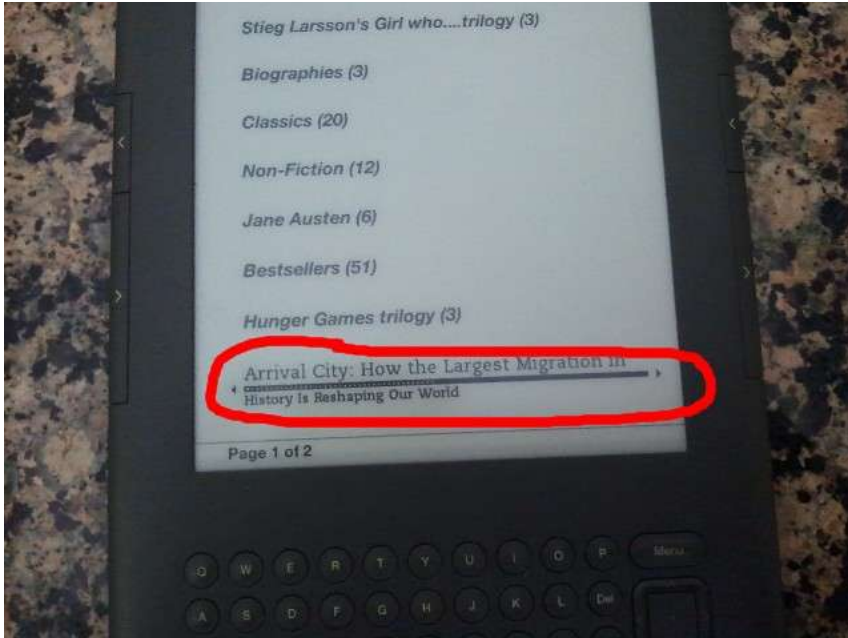 Stieg Larsson's Girl who....trilogy (3)
Biographies (3)
Classics (20)
Non-Fiction (12)
Jane Austen (6)
Bestsellers (51)
Hunger Games trilogy (3)
Arrival City: How the Largest Migration in
History Is Reshaping Our World
Page 1 of 2
Q W E R T Y U I O P Menu
A S D F G H J K L Del